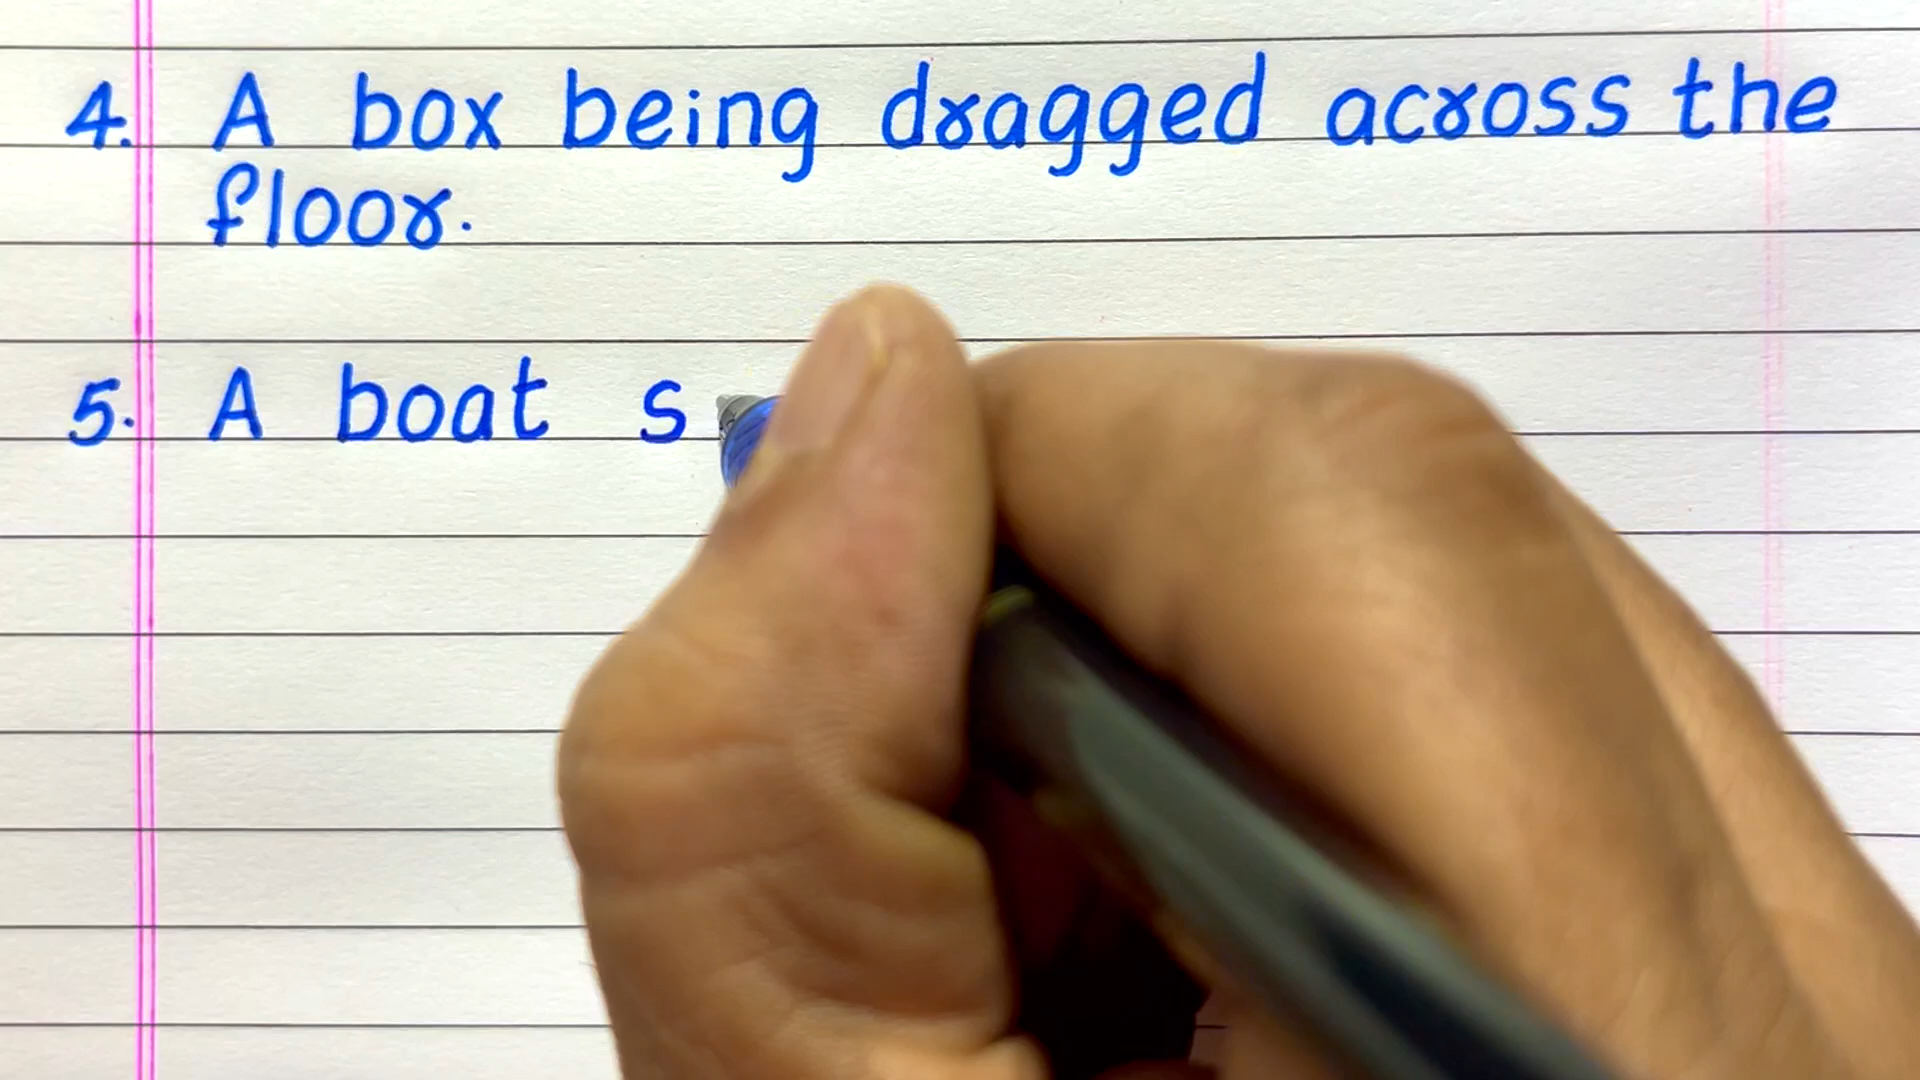 4. A box being dragged across the
floor.
5. A boat s